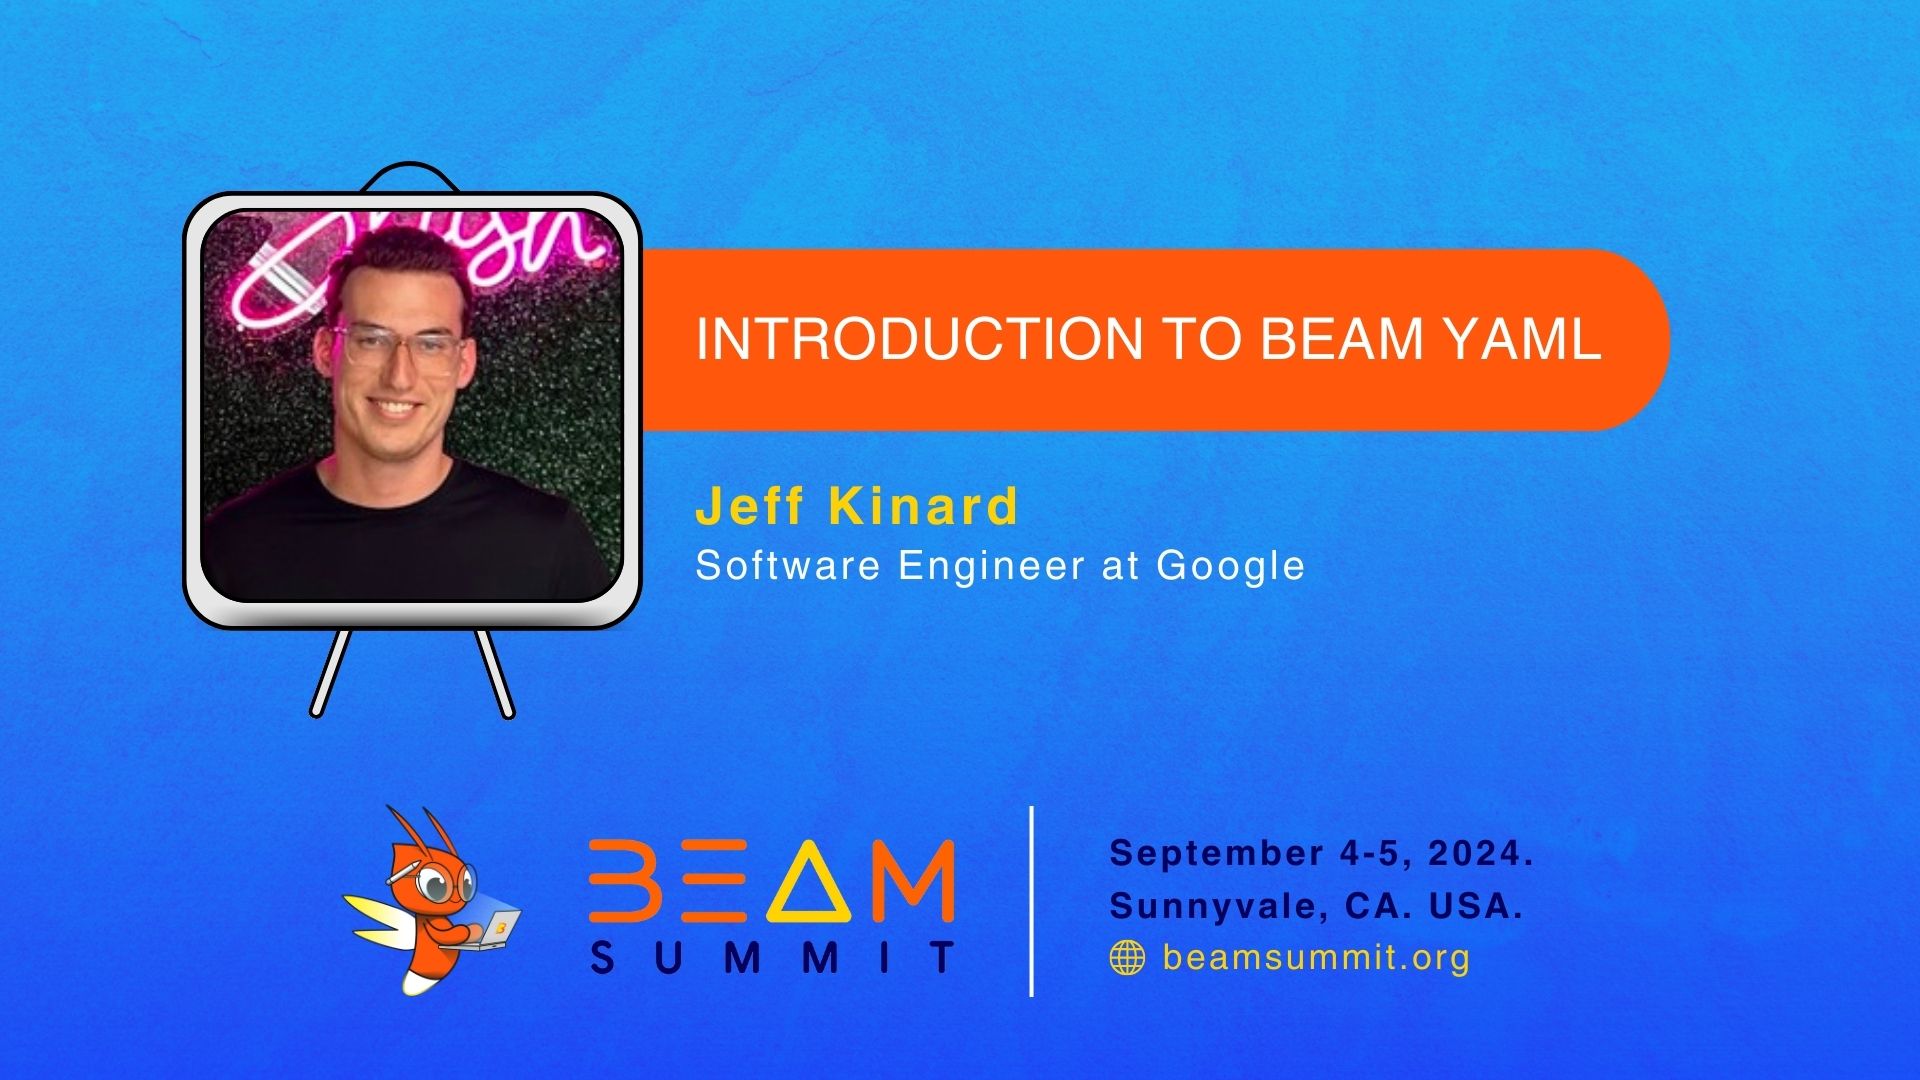 INTRODUCTION TO BEAM YAML
Jeff Kinard
Software Engineer at Google
BEAM
SUMMIT
September 4-5, 2024.
Sunnyvale, CA. USA.
beamsummit.org